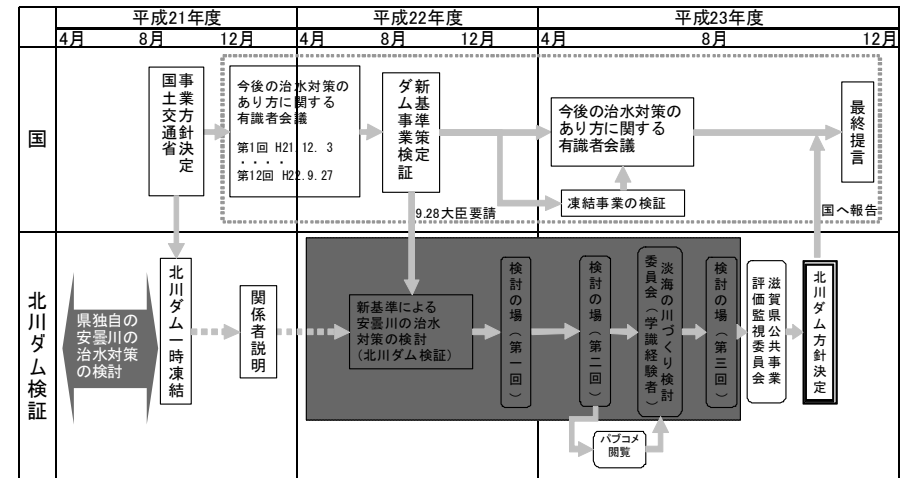 平成21年度
平成22年度
平成23年度
4月
8月
12月
4月
8月
12月
4月
8月
12月
国
国土交通省
事業方針決定
今後の治水対策の
あり方に関する
有識者会議
第1回 H21.12. 3
・・・・
第12回 H22.9.27
新基準策定
ダム事業検証
今後の治水対策の
あり方に関する
有識者会議
凍結事業の検証
最終提言
9.28大臣要請
国へ報告
北川ダム検証
県独自の
安曇川の
治水対策
の検討
北川ダム一時凍結
関係者説明
新基準による
安曇川の治水
対策の検討
(北川ダム検証)
検討の場(第一回)
検討の場(第二回)
淡海の川づくり検討
委員会(学識経験者)
検討の場(第三回)
滋賀県公共事業
評価監視委員会
北川ダム方針決定
パブコメ
閲覧